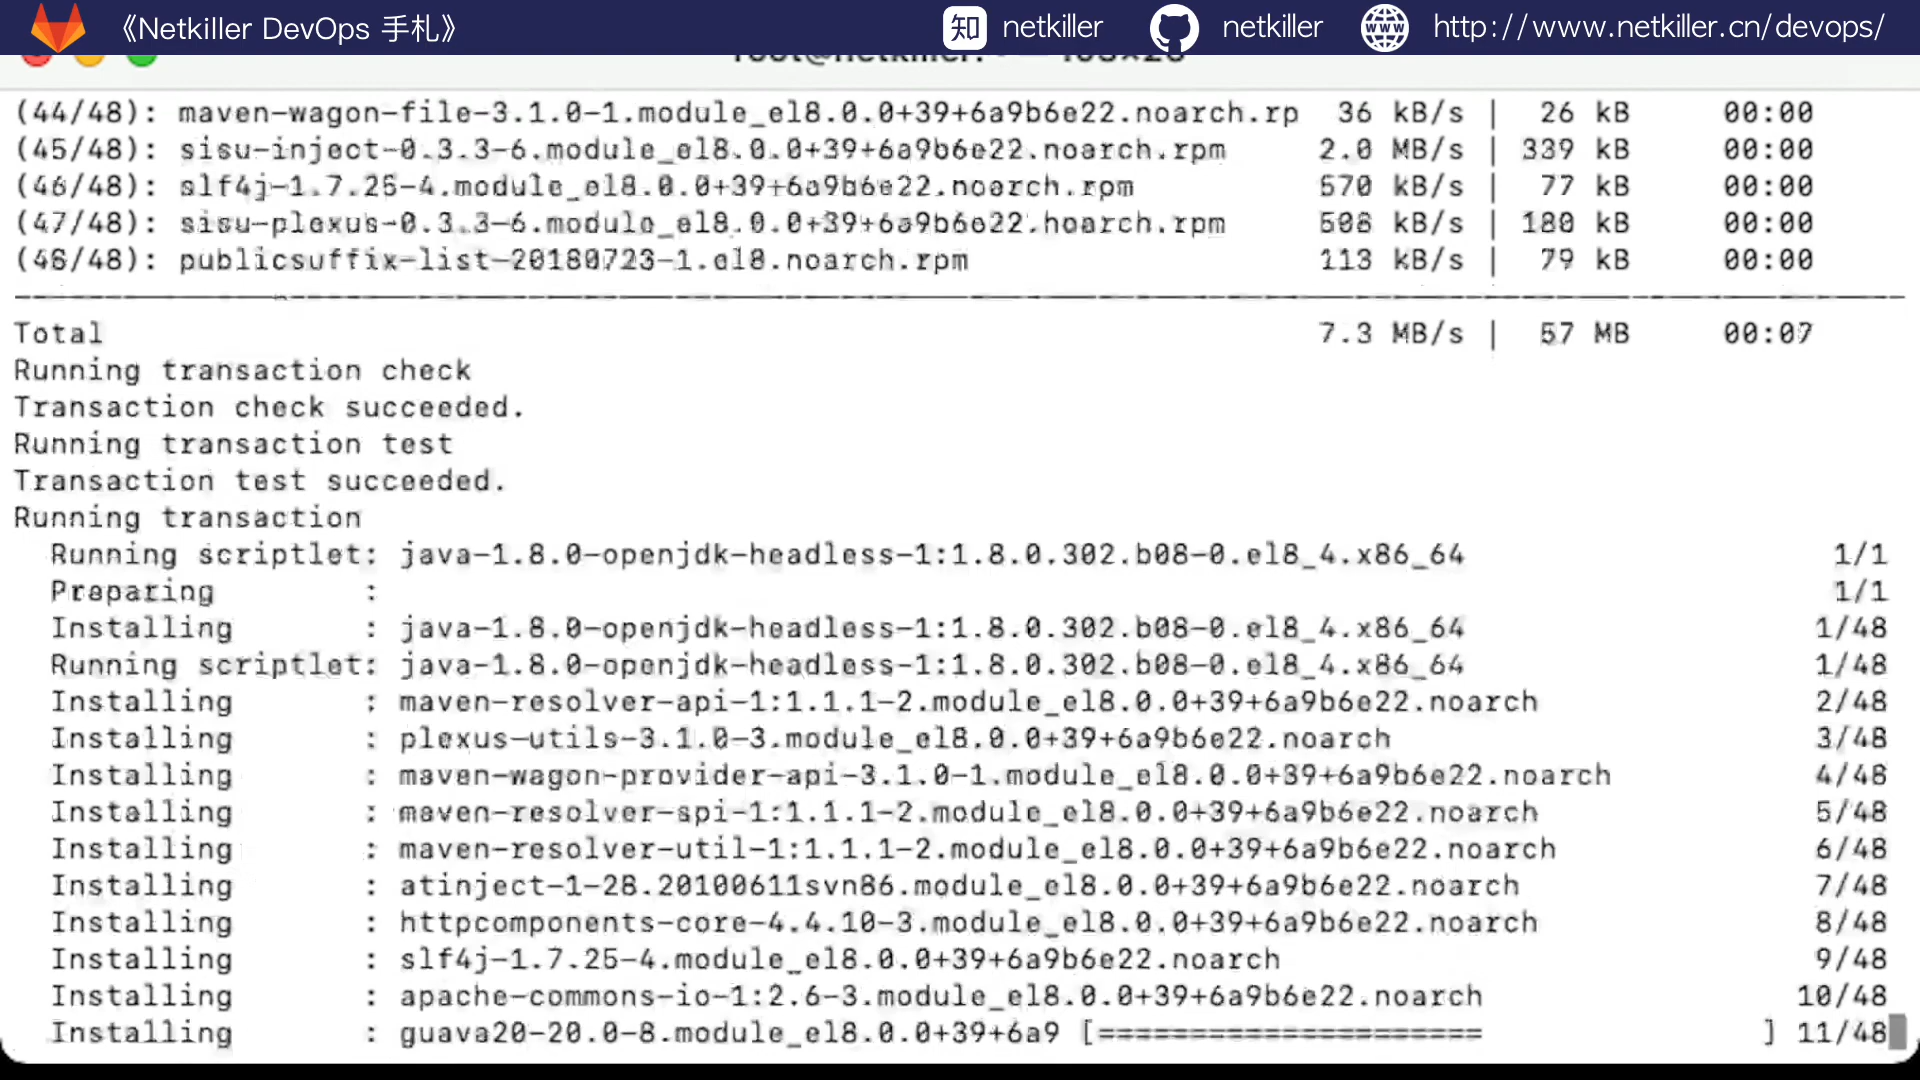 《Netkiller DevOps 手札》 知 netkiller netkiller WWW http://www.netkiller.cn/devops/
(44/48): maven-wagon-file-3.1.0-1.module_el8.0.0+39+6a9b6e22.noarch.rp 36 kB/s | 26 kB 00:00
(45/48): sisu-inject-0.3.3-6.module_el8.0.0+39+6a9b6e22.noarch.rpm 2.0 MB/s | 339 kB 00:00
(46/48): slf4j-1.7.25-4.module_el8.0.0+39+6a9b6e22.noarch.rpm 570 kB/s | 77 kB 00:00
(47/48): sisu-plexus-0.3.3-6.module_el8.0.0+39+6a9b6e22.noarch.rpm 508 kB/s | 180 kB 00:00
(48/48): publicsuffix-list-20180723-1.el8.noarch.rpm 113 kB/s | 79 kB 00:00
--------------------------------------------------------------------------------
Total 7.3 MB/s | 57 MB 00:07
Running transaction check
Transaction check succeeded.
Running transaction test
Transaction test succeeded.
Running transaction
Running scriptlet: java-1.8.0-openjdk-headless-1:1.8.0.302.b08-0.el8_4.x86_64 1/1
Preparing : 1/1
Installing : java-1.8.0-openjdk-headless-1:1.8.0.302.b08-0.el8_4.x86_64 1/48
Running scriptlet: java-1.8.0-openjdk-headless-1:1.8.0.302.b08-0.el8_4.x86_64 1/48
Installing : maven-resolver-api-1:1.1.1-2.module_el8.0.0+39+6a9b6e22.noarch 2/48
Installing : plexus-utils-3.1.0-3.module_el8.0.0+39+6a9b6e22.noarch 3/48
Installing : maven-wagon-provider-api-3.1.0-1.module_el8.0.0+39+6a9b6e22.noarch 4/48
Installing : maven-resolver-spi-1:1.1.1-2.module_el8.0.0+39+6a9b6e22.noarch 5/48
Installing : maven-resolver-util-1:1.1.1-2.module_el8.0.0+39+6a9b6e22.noarch 6/48
Installing : atinject-1-28.20100611svn86.module_el8.0.0+39+6a9b6e22.noarch 7/48
Installing : httpcomponents-core-4.4.10-3.module_el8.0.0+39+6a9b6e22.noarch 8/48
Installing : slf4j-1.7.25-4.module_el8.0.0+39+6a9b6e22.noarch 9/48
Installing : apache-commons-io-1:2.6-3.module_el8.0.0+39+6a9b6e22.noarch 10/48
Installing : guava20-20.0-8.module_el8.0.0+39+6a9 [===================== ] 11/48